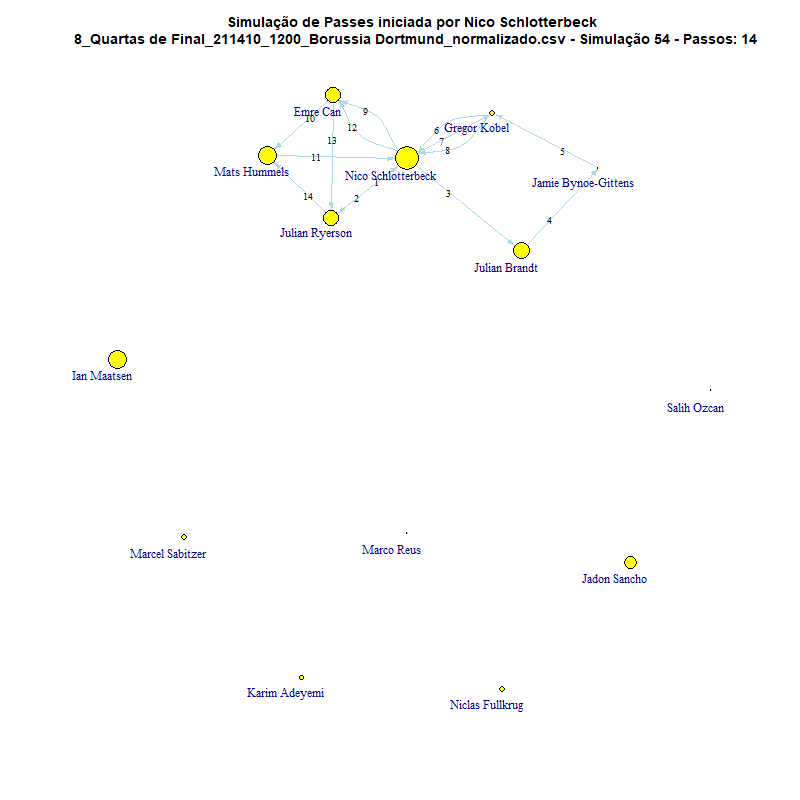 Simulação de Passes iniciada por Nico Schlotterbeck
8_Quartas de Final_211410_1200_Borussia Dortmund_normalizado.csv - Simulação 54 - Passos: 14
Emre Can
9
10
12
6
Gregor Kobel
7
13
8
5
11
Mats Hummels
Nico Schlotterbeck
1
Jamie Bynoe-Gittens
14
2
3
4
Julian Ryerson
Julian Brandt
Ian Maatsen
Salih Ozcan
Marcel Sabitzer
Marco Reus
Jadon Sancho
Karim Adeyemi
Niclas Fullkrug